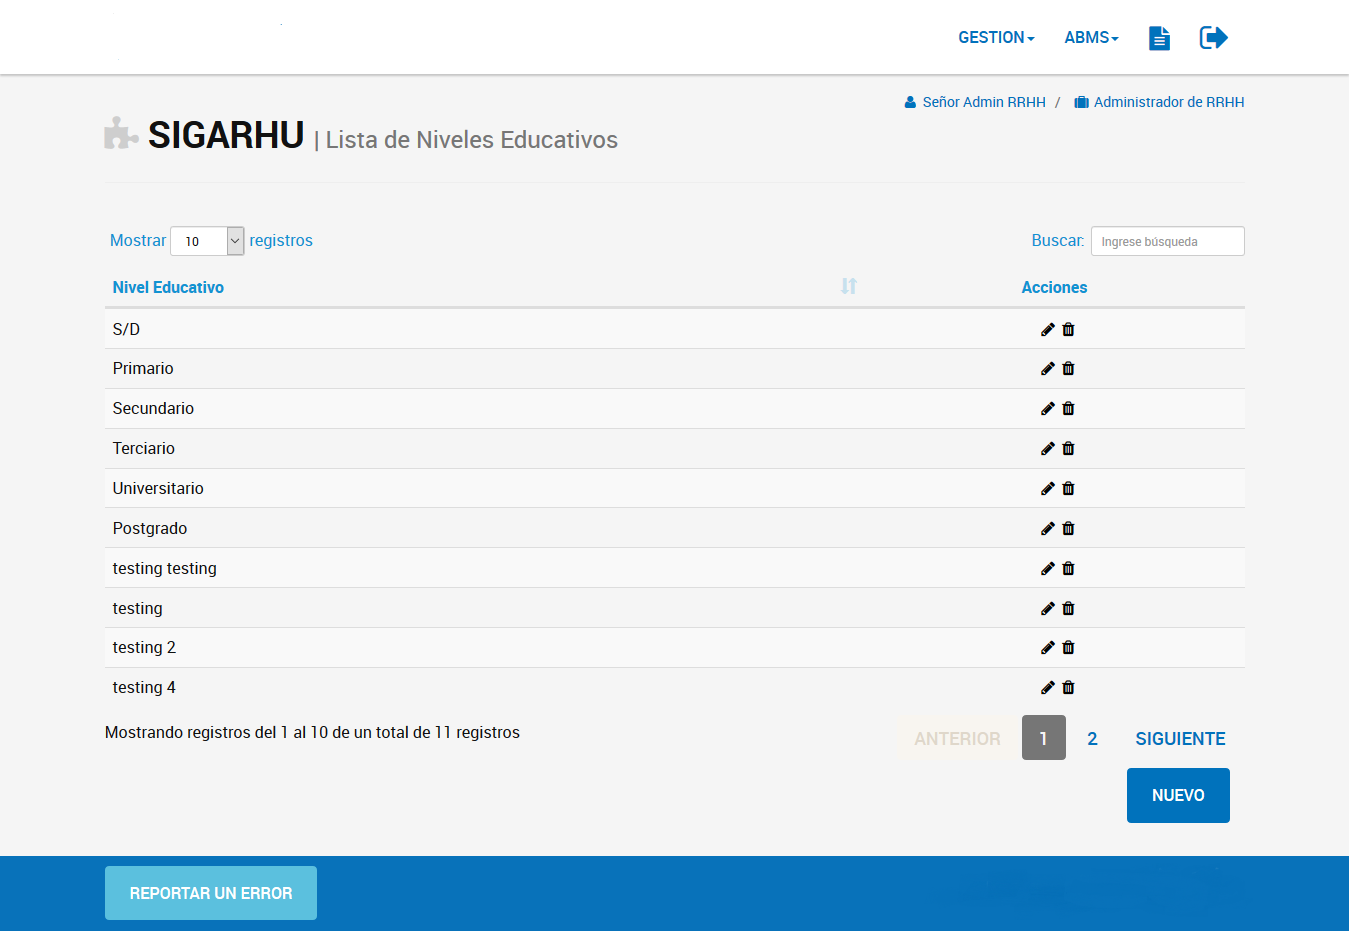 GESTION ABMS
Señor Admin RRHH / Administrador de RRHH
SIGARHU | Lista de Niveles Educativos
Mostrar 10 registros Buscar: Ingrese búsqueda
Nivel Educativo Acciones
S/D
Primario
Secundario
Terciario
Universitario
Postgrado
testing testing
testing
testing 2
testing 4
Mostrando registros del 1 al 10 de un total de 11 registros ANTERIOR 1 2 SIGUIENTE
NUEVO
REPORTAR UN ERROR